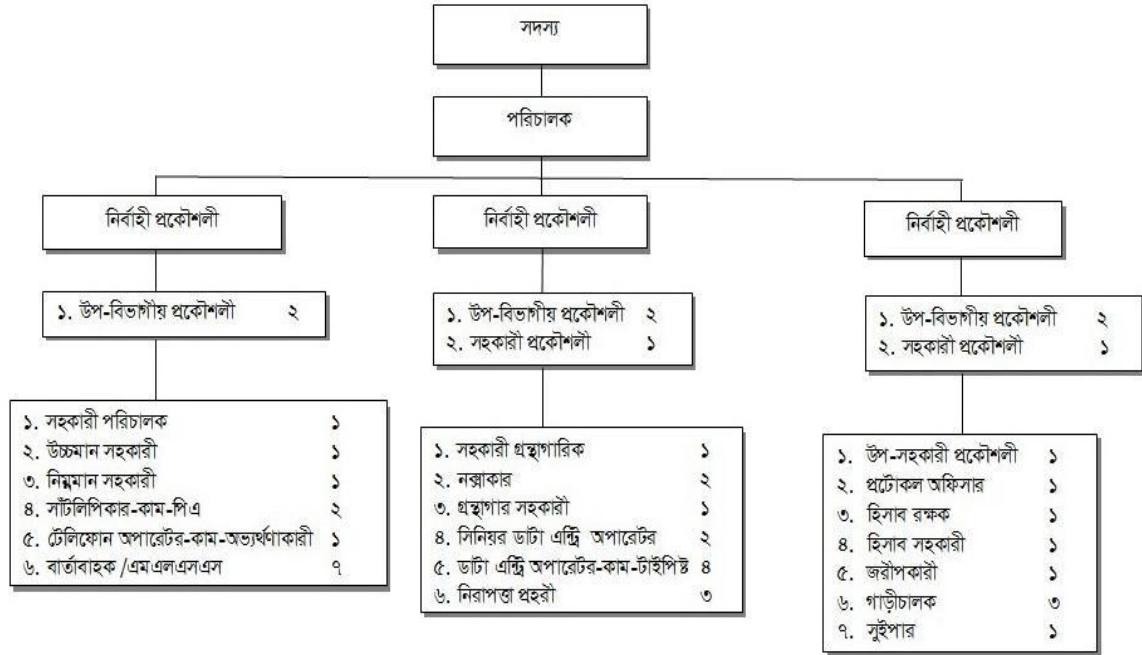 সদস্য
পরিচালক
নির্বাহী প্রকৌশলী
১. উপ-বিভাগীয় প্রকৌশলী ২
১. সহকারী পরিচালক ১
২. উচ্চমান সহকারী ১
৩. নিম্নমান সহকারী ১
৪. সাঁটলিপিকার-কাম-পিএ ২
৫. টেলিফোন অপারেটর-কাম-অভ্যর্থণাকারী ১
৬. বার্তাবাহক /এমএলএসএস ৭
নির্বাহী প্রকৌশলী
১. উপ-বিভাগীয় প্রকৌশলী ২
২. সহকারী প্রকৌশলী ১
১. সহকারী গ্রন্থাগারিক ১
২. নক্সাকার ২
৩. গ্রন্থাগার সহকারী ১
৪. সিনিয়র ডাটা এন্ট্রি অপারেটর ২
৫. ডাটা এন্ট্রি অপারেটর-কাম-টাইপিষ্ট ৪
৬. নিরাপত্তা প্রহরী ৩
নির্বাহী প্রকৌশলী
১. উপ-বিভাগীয় প্রকৌশলী ২
২. সহকারী প্রকৌশলী ১
১. উপ-সহকারী প্রকৌশলী ১
২. প্রটোকল অফিসার ১
৩. হিসাব রক্ষক ১
৪. হিসাব সহকারী ১
৫. জরীপকারী ১
৬. গাড়ীচালক ৩
৭. সুইপার ১